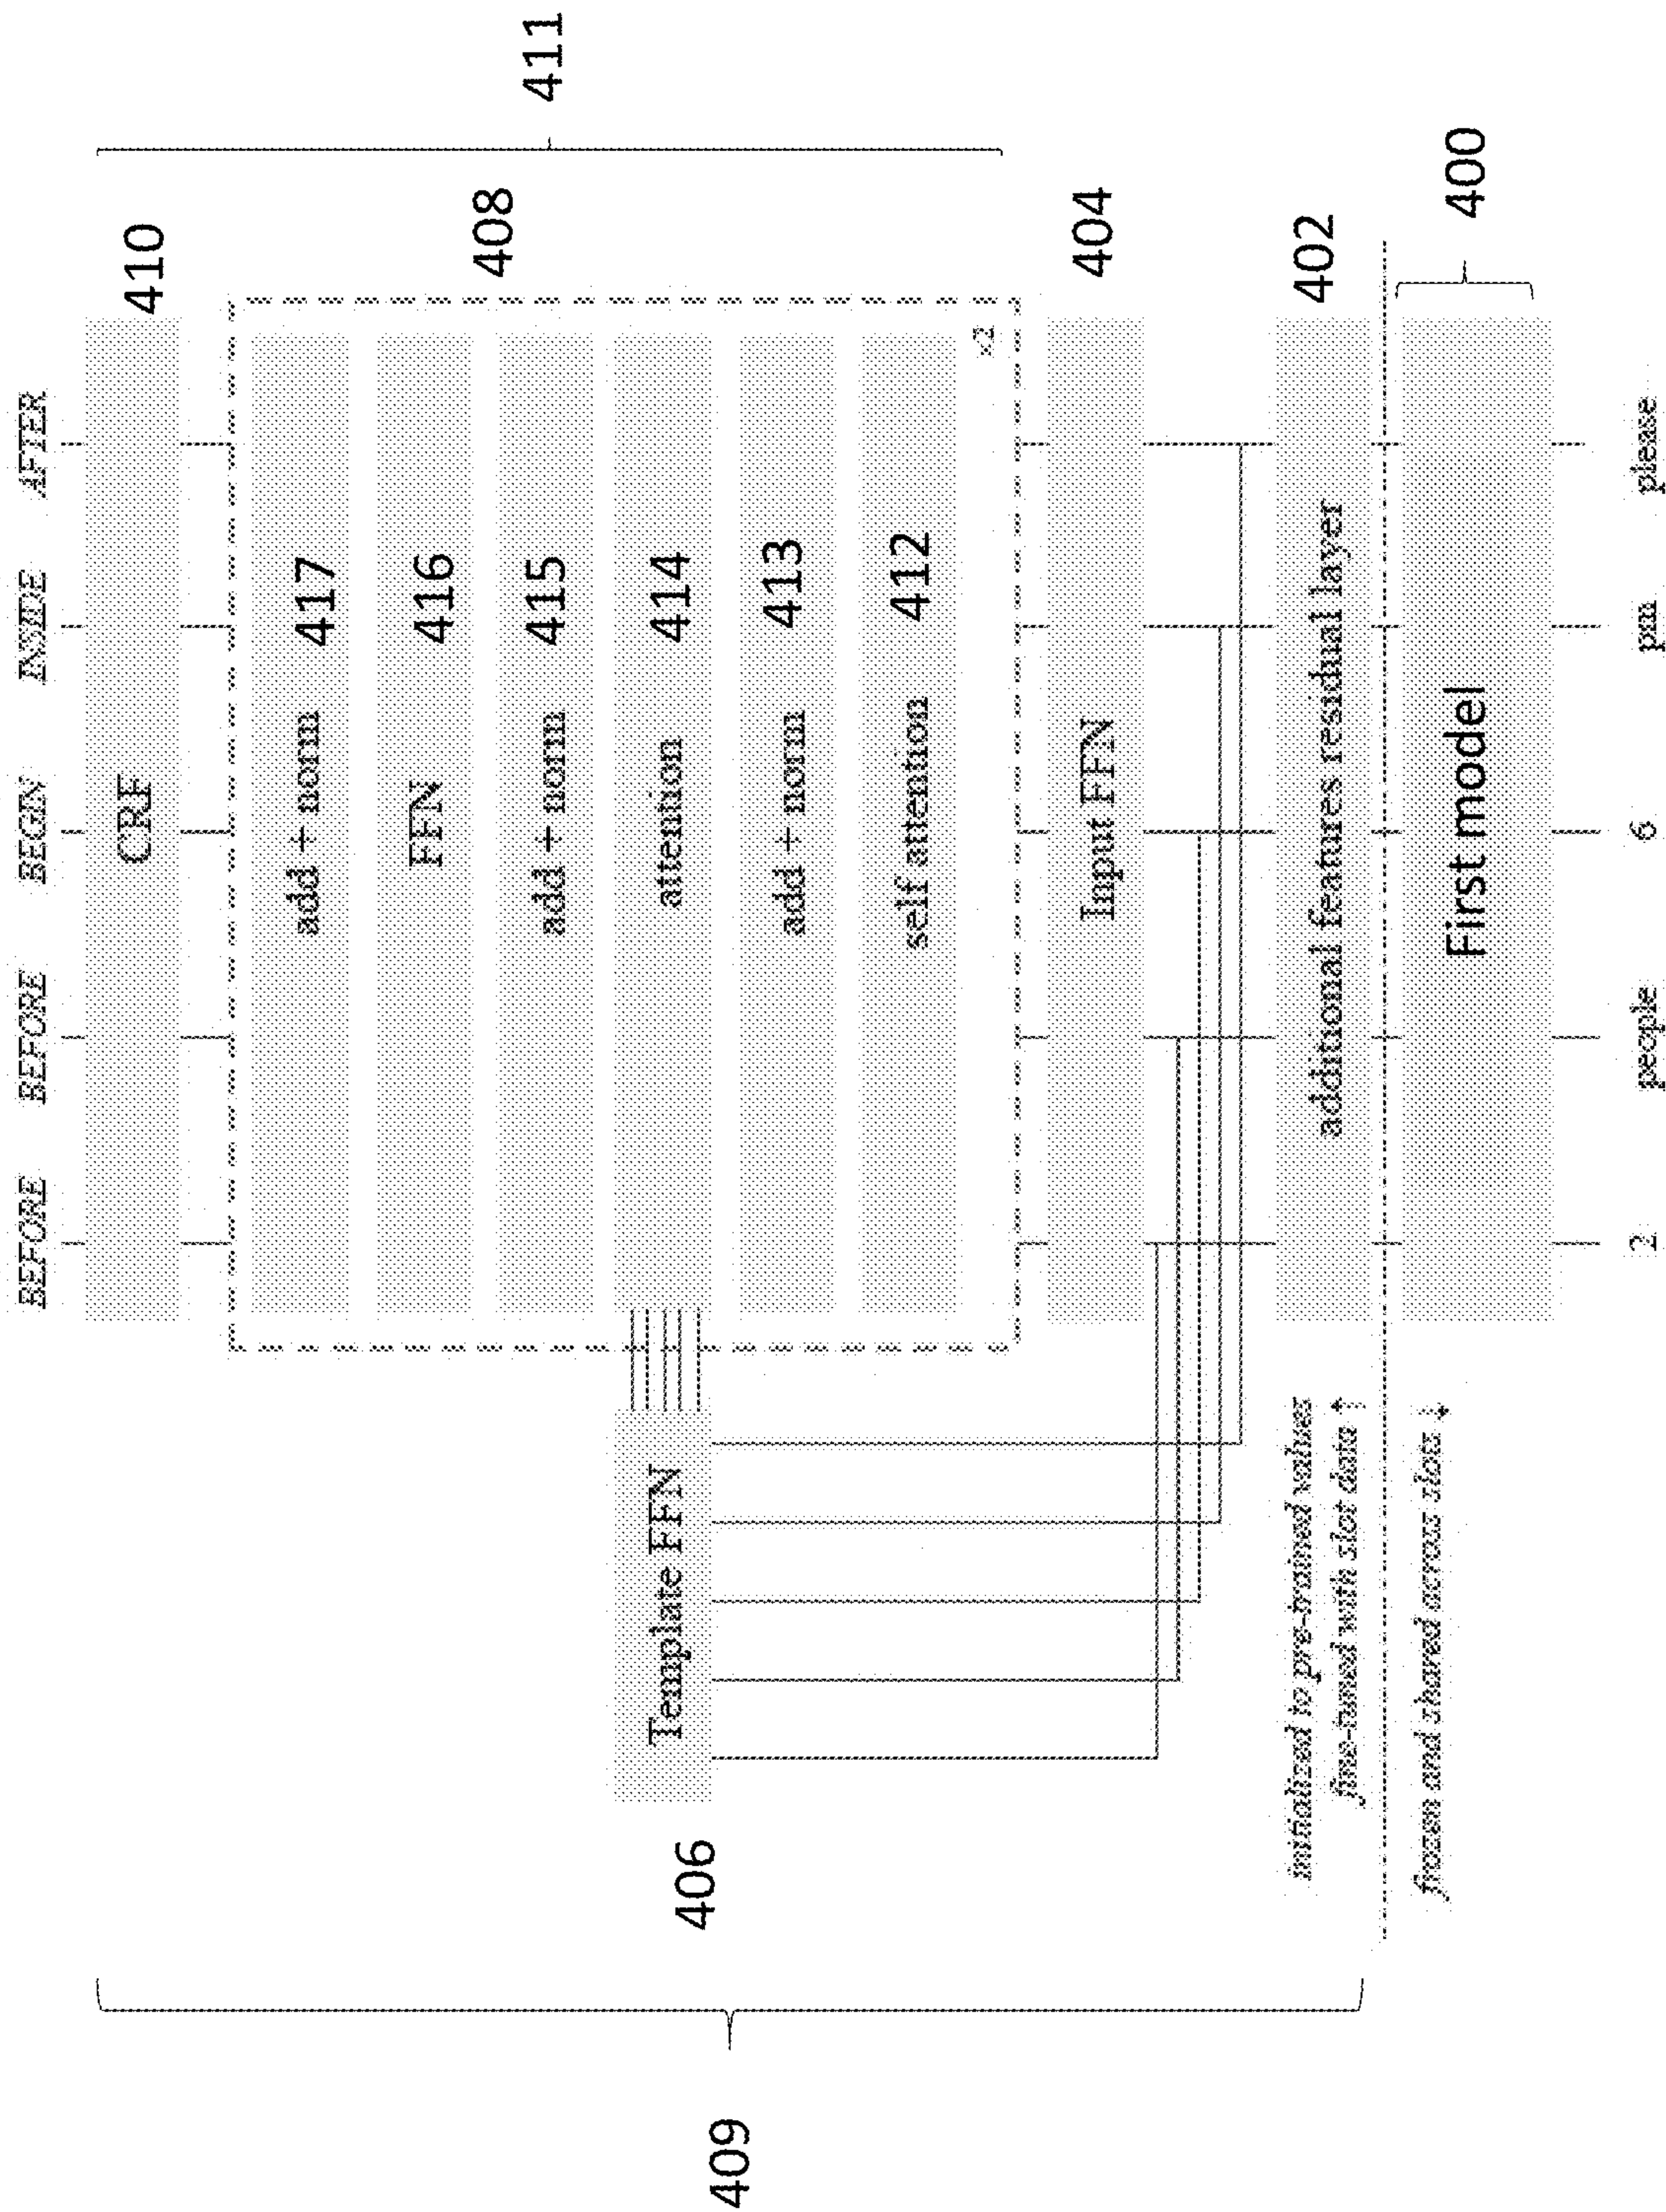 BEFORE BEFORE BEGIN INSIDE AFTER
CRF
410
411
408
add + norm 417
FFN 416
add + norm 415
Template FFN
406
attention 414
add + norm 413
self attention 412
×2
Input FFN
404
409
initialized to pre-trained values
fine-tuned with slot data ↑
additional features residual layer
402
frozen and shared across slots ↓
First model
400
2 people 6 pm please